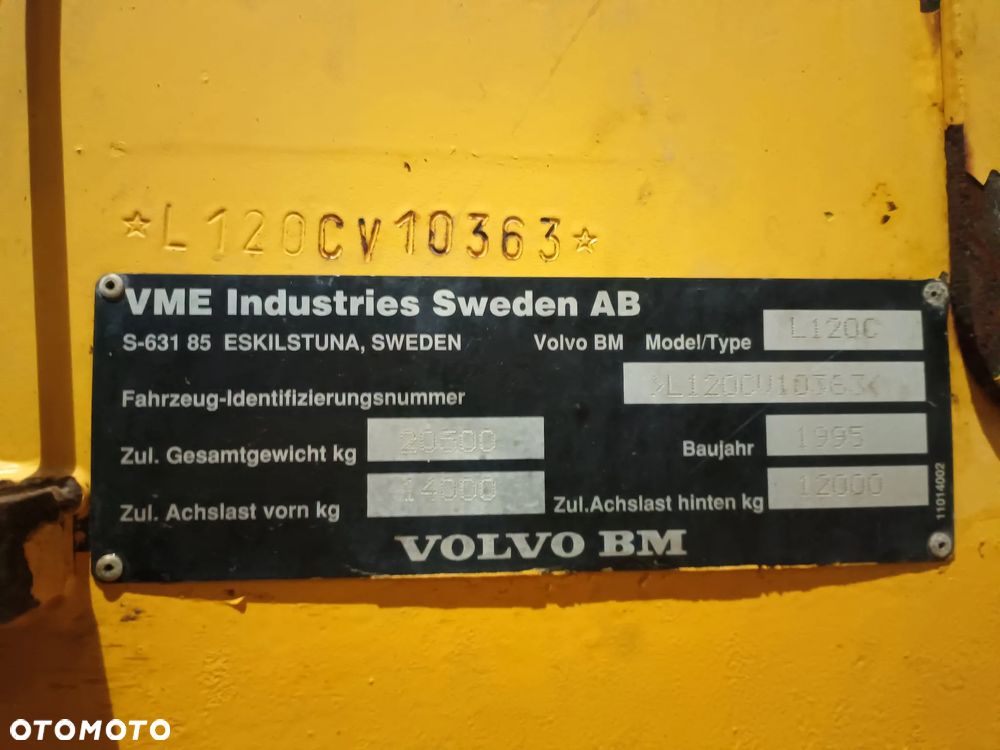 ☆L120CV10363☆
VME Industries Sweden AB
S-631 85 ESKILSTUNA, SWEDEN Volvo BM Model/Type L120C
Fahrzeug-Identifizierungsnummer >L120CV10363<
Zul. Gesamtgewicht kg 20600 Baujahr 1995
Zul. Achslast vorn kg 14000 Zul.Achslast hinten kg 12000
11014002
VOLVO BM
OTOMOTO